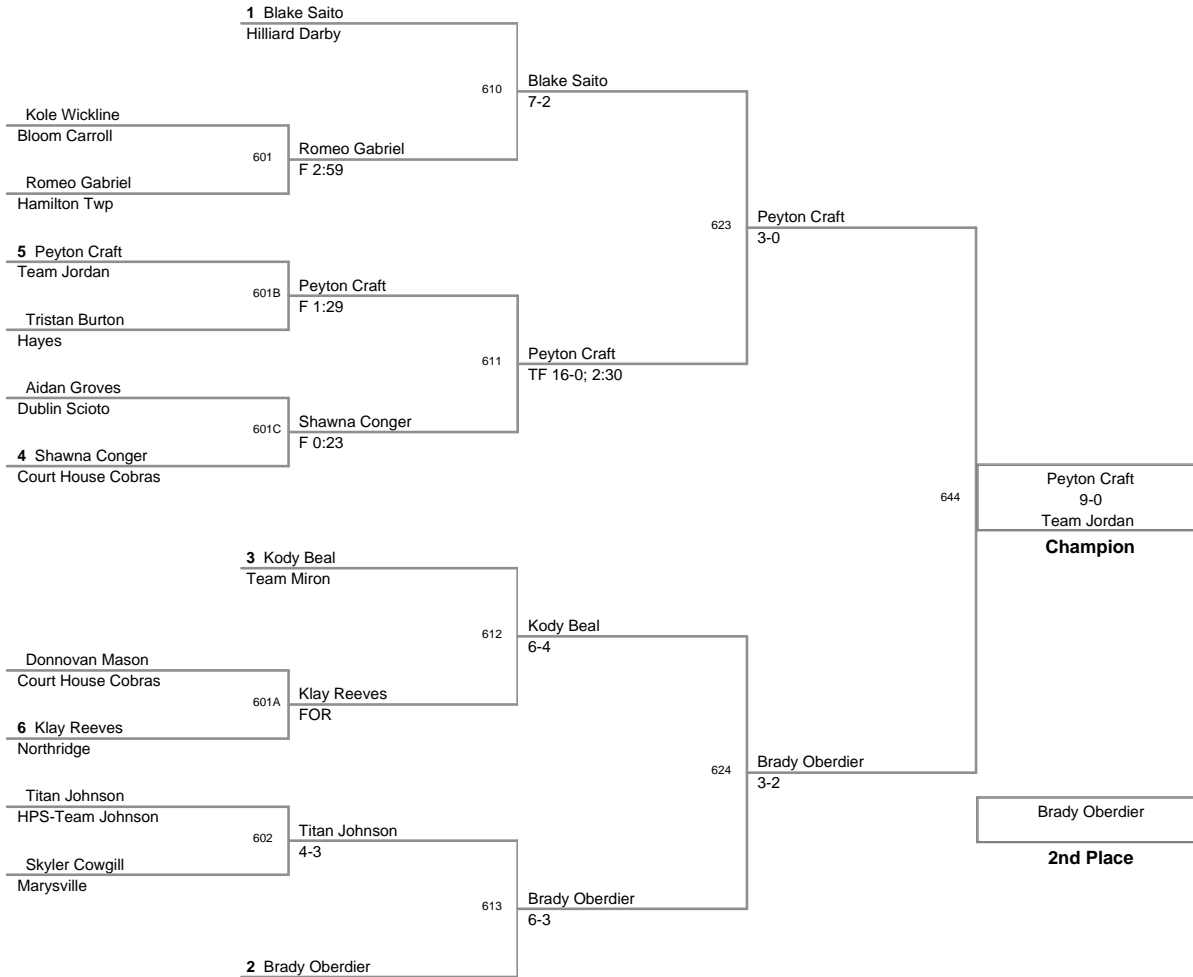 1 Blake Saito
Hilliard Darby
610
Blake Saito
7-2
Kole Wickline
Bloom Carroll
601
Romeo Gabriel
F 2:59
Romeo Gabriel
Hamilton Twp
623
Peyton Craft
3-0
5 Peyton Craft
Team Jordan
601B
Peyton Craft
F 1:29
Tristan Burton
Hayes
611
Peyton Craft
TF 16-0; 2:30
Aidan Groves
Dublin Scioto
601C
Shawna Conger
F 0:23
4 Shawna Conger
Court House Cobras
644
Peyton Craft
9-0
Team Jordan
Champion
3 Kody Beal
Team Miron
612
Kody Beal
6-4
Donnovan Mason
Court House Cobras
601A
Klay Reeves
FOR
6 Klay Reeves
Northridge
624
Brady Oberdier
3-2
Titan Johnson
HPS-Team Johnson
602
Titan Johnson
4-3
Skyler Cowgill
Marysville
Brady Oberdier
2nd Place
613
Brady Oberdier
6-3
2 Brady Oberdier